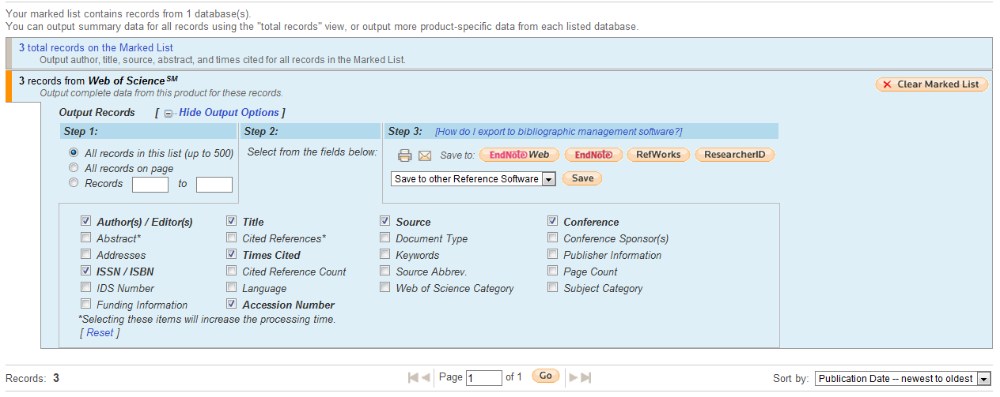 Your marked list contains records from 1 database(s).
You can output summary data for all records using the "total records" view, or output more product-specific data from each listed database.
3 total records on the Marked List
Output author, title, source, abstract, and times cited for all records in the Marked List.
3 records from Web of Science SM
Clear Marked List
Output complete data from this product for these records.
Output Records [ Hide Output Options ]
Step 1: Step 2: Step 3: [How do I export to bibliographic management software?]
All records in this list (up to 500) Select from the fields below: Save to: EndNote Web EndNote RefWorks ResearcherID
All records on page
Records to Save to other Reference Software Save
Author(s) / Editor(s) Title Source Conference
Abstract* Cited References* Document Type Conference Sponsor(s)
Addresses Times Cited Keywords Publisher Information
ISSN / ISBN Cited Reference Count Source Abbrev. Page Count
IDS Number Language Web of Science Category Subject Category
Funding Information Accession Number
*Selecting these items will increase the processing time.
[ Reset ]
Records: 3 Page 1 of 1 Go Sort by: Publication Date -- newest to oldest